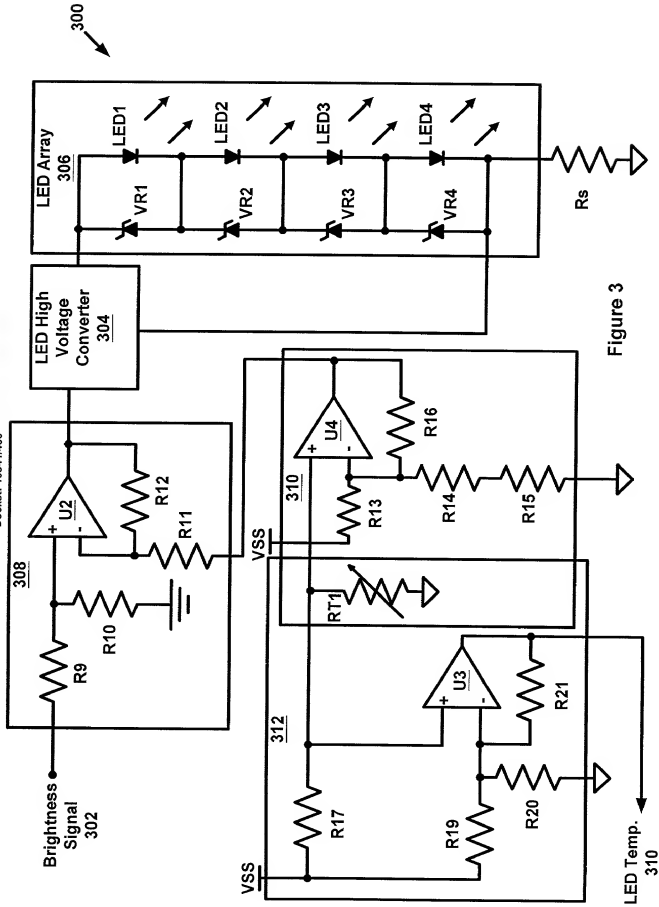 300
LED Array
306
LED1
LED2
LED3
LED4
VR1
VR2
VR3
VR4
Rs
LED High
Voltage
Converter
304
308
U2
+
-
R12
R11
R10
R9
Brightness
Signal
302
310
U4
+
-
R16
R13
R14
R15
VSS
RT1
312
U3
+
-
R21
R20
R19
R17
VSS
LED Temp.
310
Figure 3